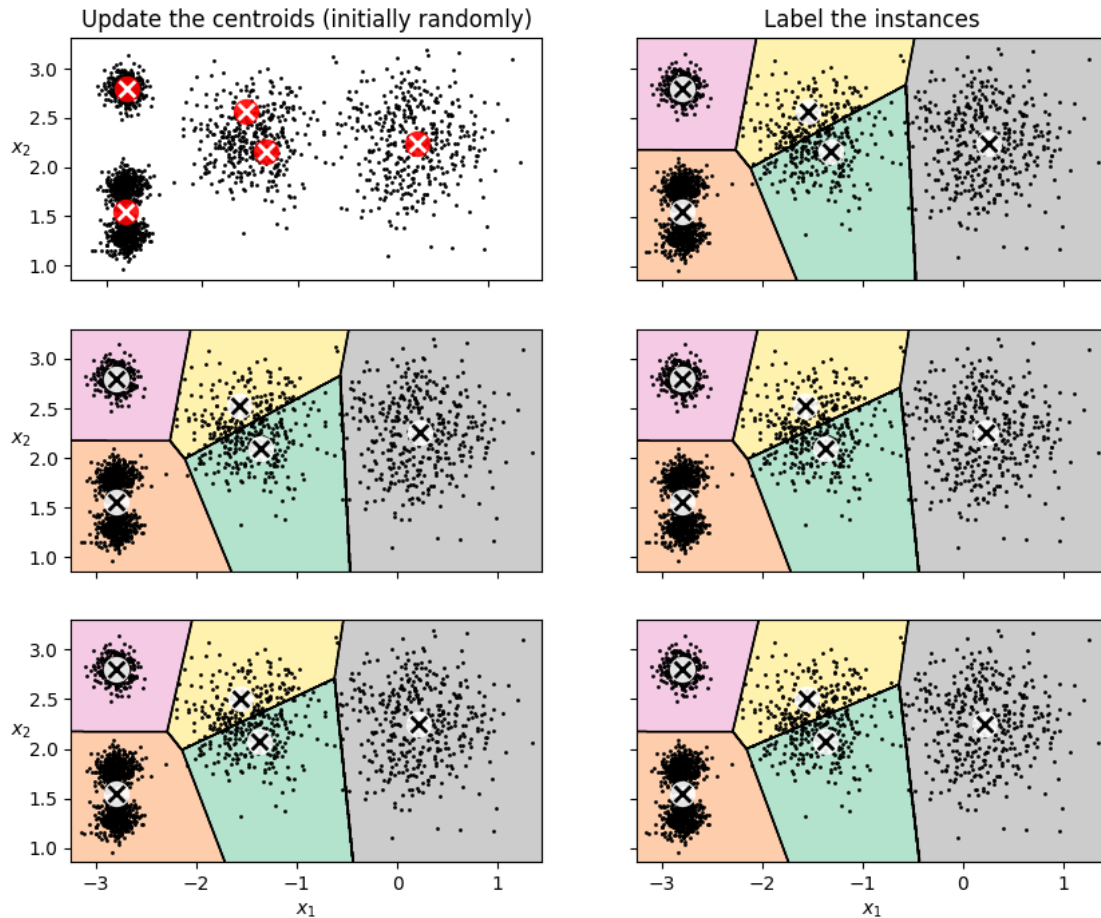 Update the centroids (initially randomly)
Label the instances
3.0
2.5
x₂
2.0
1.5
1.0
3.0
2.5
x₂
2.0
1.5
1.0
3.0
2.5
x₂
2.0
1.5
1.0
−3 −2 −1 0 1
x₁
−3 −2 −1 0 1
x₁